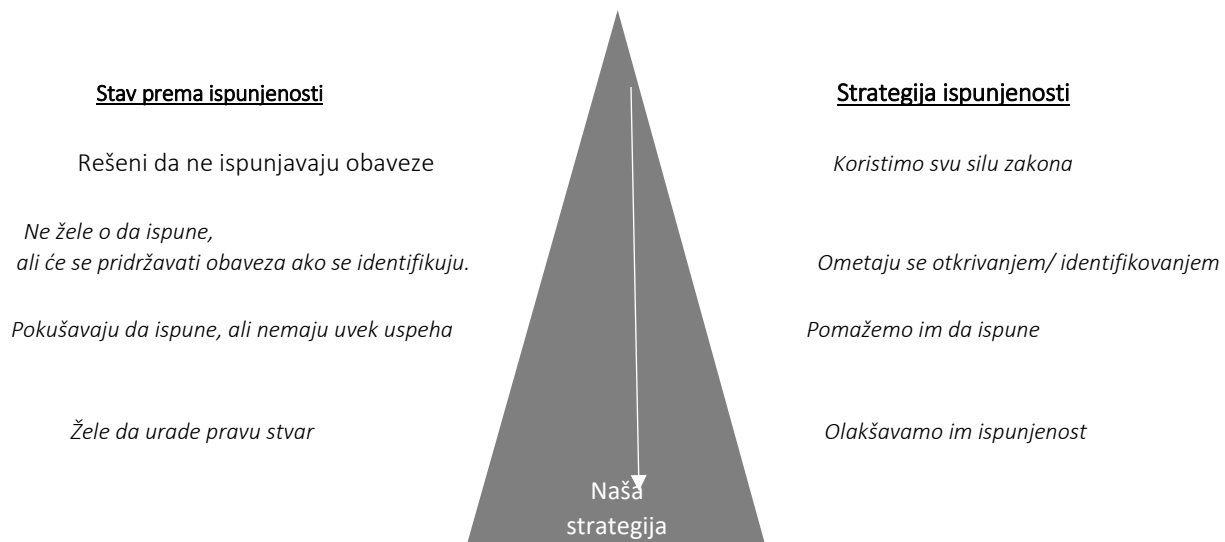 Stav prema ispunjenosti
Strategija ispunjenosti
Rešeni da ne ispunjavaju obaveze
Koristimo svu silu zakona
Ne žele o da ispune,
ali će se pridržavati obaveza ako se identifikuju.
Ometaju se otkrivanjem/ identifikovanjem
Pokušavaju da ispune, ali nemaju uvek uspeha
Pomažemo im da ispune
Žele da urade pravu stvar
Olakšavamo im ispunjenost
Naša
strategija